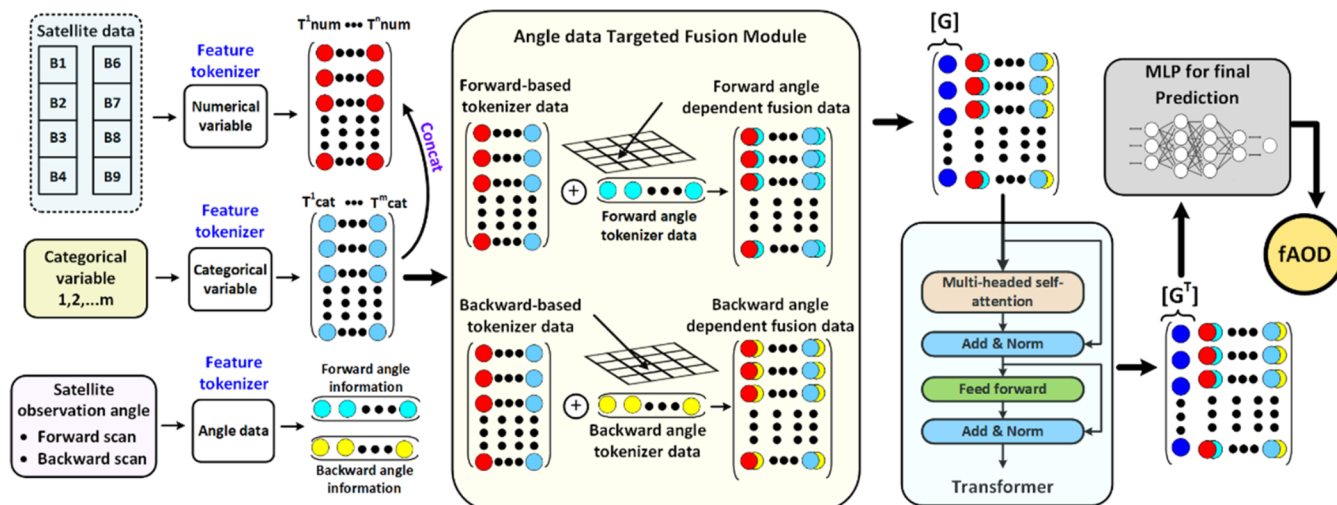 Satellite data
B1
B6
B2
B7
B3
B8
B4
B9
Feature
tokenizer
Numerical
variable
T¹num ••• Tⁿnum
Concat
Categorical
variable
1,2,...m
Feature
tokenizer
Categorical
variable
T¹cat ••• Tᵐcat
Satellite
observation angle
• Forward scan
• Backward scan
Feature
tokenizer
Angle data
Forward angle
information
Backward angle
information
Angle data Targeted Fusion Module
Forward-based
tokenizer data
+
Forward angle
tokenizer data
Forward angle
dependent fusion data
Backward-based
tokenizer data
+
Backward angle
tokenizer data
Backward angle
dependent fusion data
[G]
Multi-headed self-
attention
Add & Norm
Feed forward
Add & Norm
Transformer
[Gᵀ]
MLP for final
Prediction
fAOD